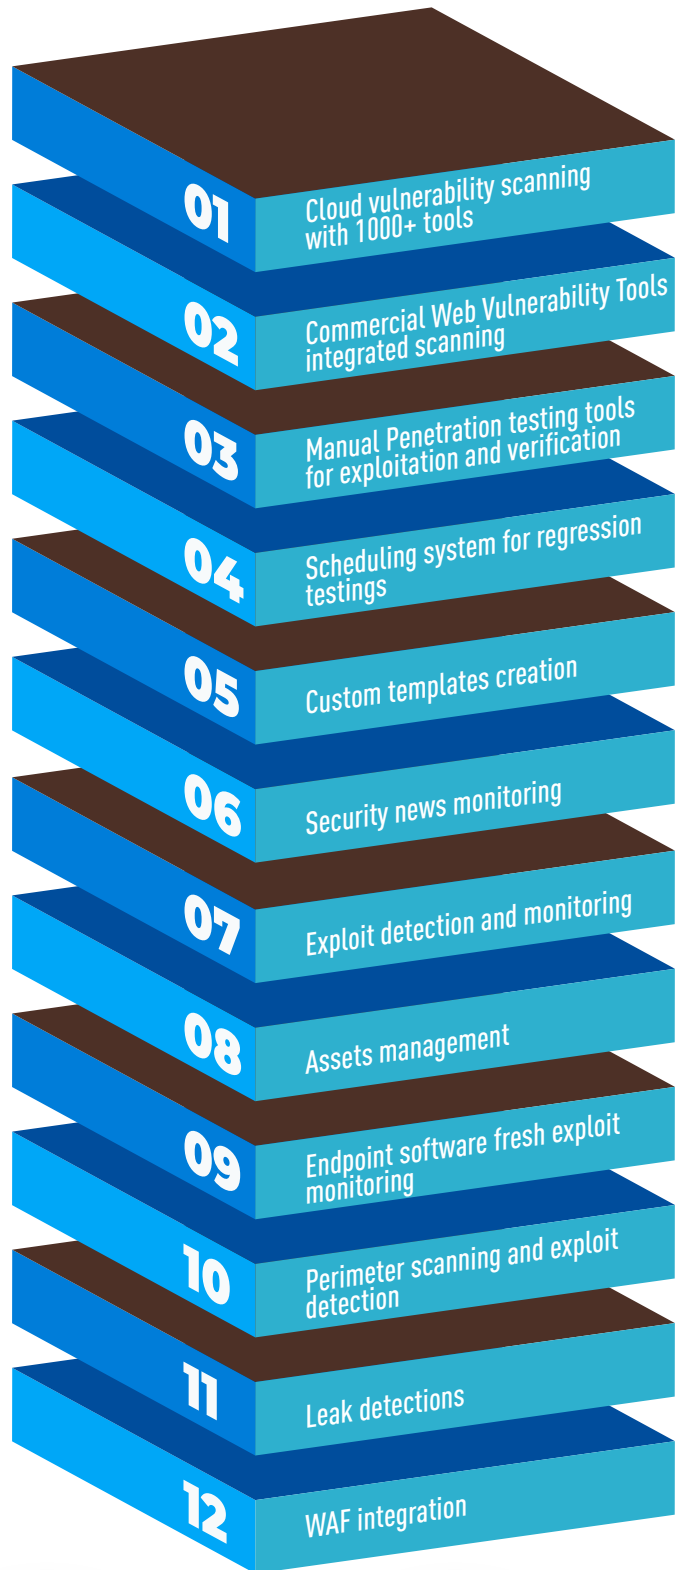 01
Cloud vulnerability scanning
with 1000+ tools
02
Commercial Web Vulnerability Tools
integrated scanning
03
Manual Penetration testing tools
for exploitation and verification
04
Scheduling system for regression
testings
05
Custom templates creation
06
Security news monitoring
07
Exploit detection and monitoring
08
Assets management
09
Endpoint software fresh exploit
monitoring
10
Perimeter scanning and exploit
detection
11
Leak detections
12
WAF integration